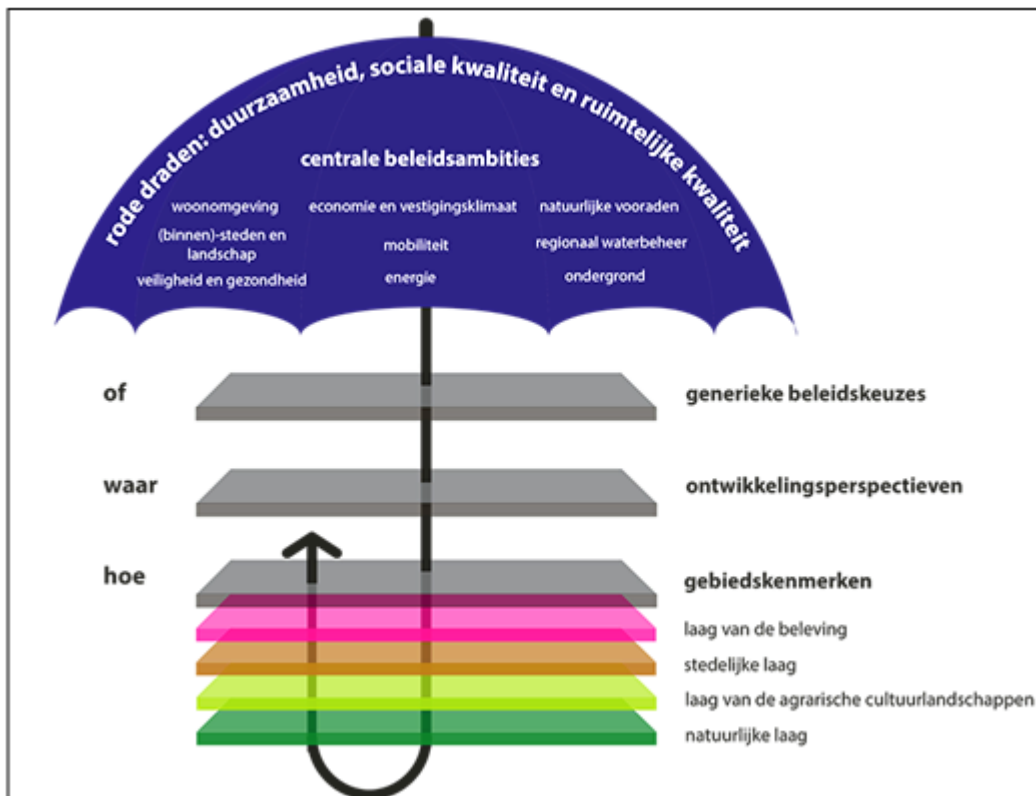 rode draden: duurzaamheid, sociale kwaliteit en ruimtelijke kwaliteit
centrale beleidsambities
woonomgeving
(binnen)-steden en
landschap
veiligheid en gezondheid
economie en vestigingsklimaat
mobiliteit
energie
natuurlijke vooraden
regionaal waterbeheer
ondergrond
of
generieke beleidskeuzes
waar
ontwikkelingsperspectieven
hoe
gebiedskenmerken
laag van de beleving
stedelijke laag
laag van de agrarische cultuurlandschappen
natuurlijke laag